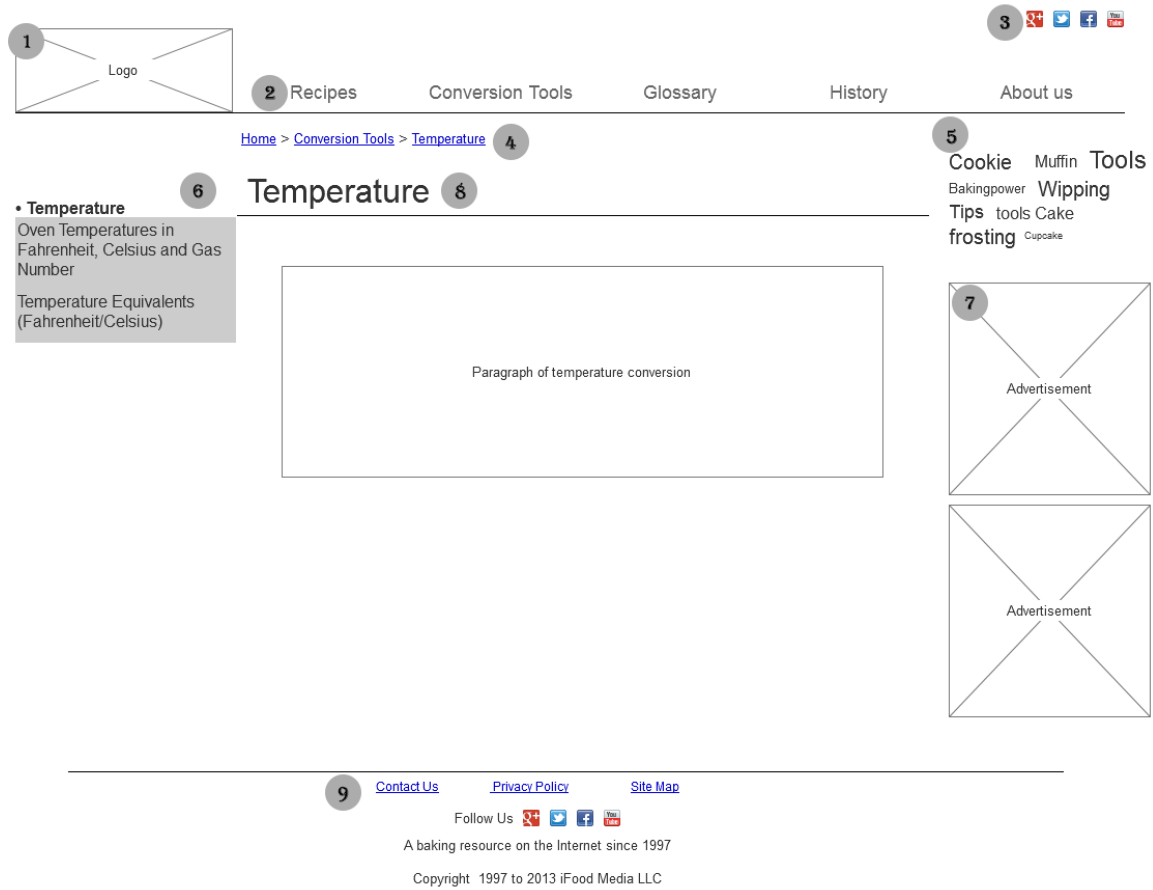 3
1
Logo
2 Recipes Conversion Tools Glossary History About us
Home > Conversion Tools > Temperature 4
5
Cookie Muffin Tools
Bakingpower Wipping
Tips tools Cake
frosting Cupcake
6
• Temperature
Oven Temperatures in
Fahrenheit, Celsius and Gas
Number
Temperature Equivalents
(Fahrenheit/Celsius)
Temperature 8
Paragraph of temperature conversion
7
Advertisement
Advertisement
9 Contact Us Privacy Policy Site Map
Follow Us g+ f You Tube
A baking resource on the Internet since 1997
Copyright 1997 to 2013 iFood Media LLC